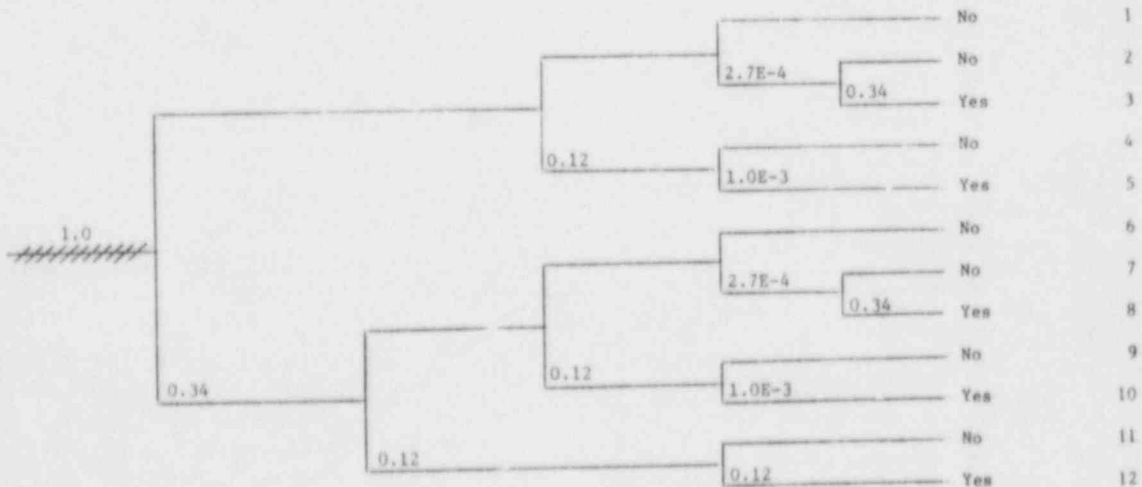 No 1
2.7E-4 No 2
0.34 Yes 3
0.12 No 4
1.0E-3 Yes 5
1.0 No 6
2.7E-4 No 7
0.34 Yes 8
0.12 No 9
0.34 1.0E-3 Yes 10
0.12 No 11
0.12 Yes 12